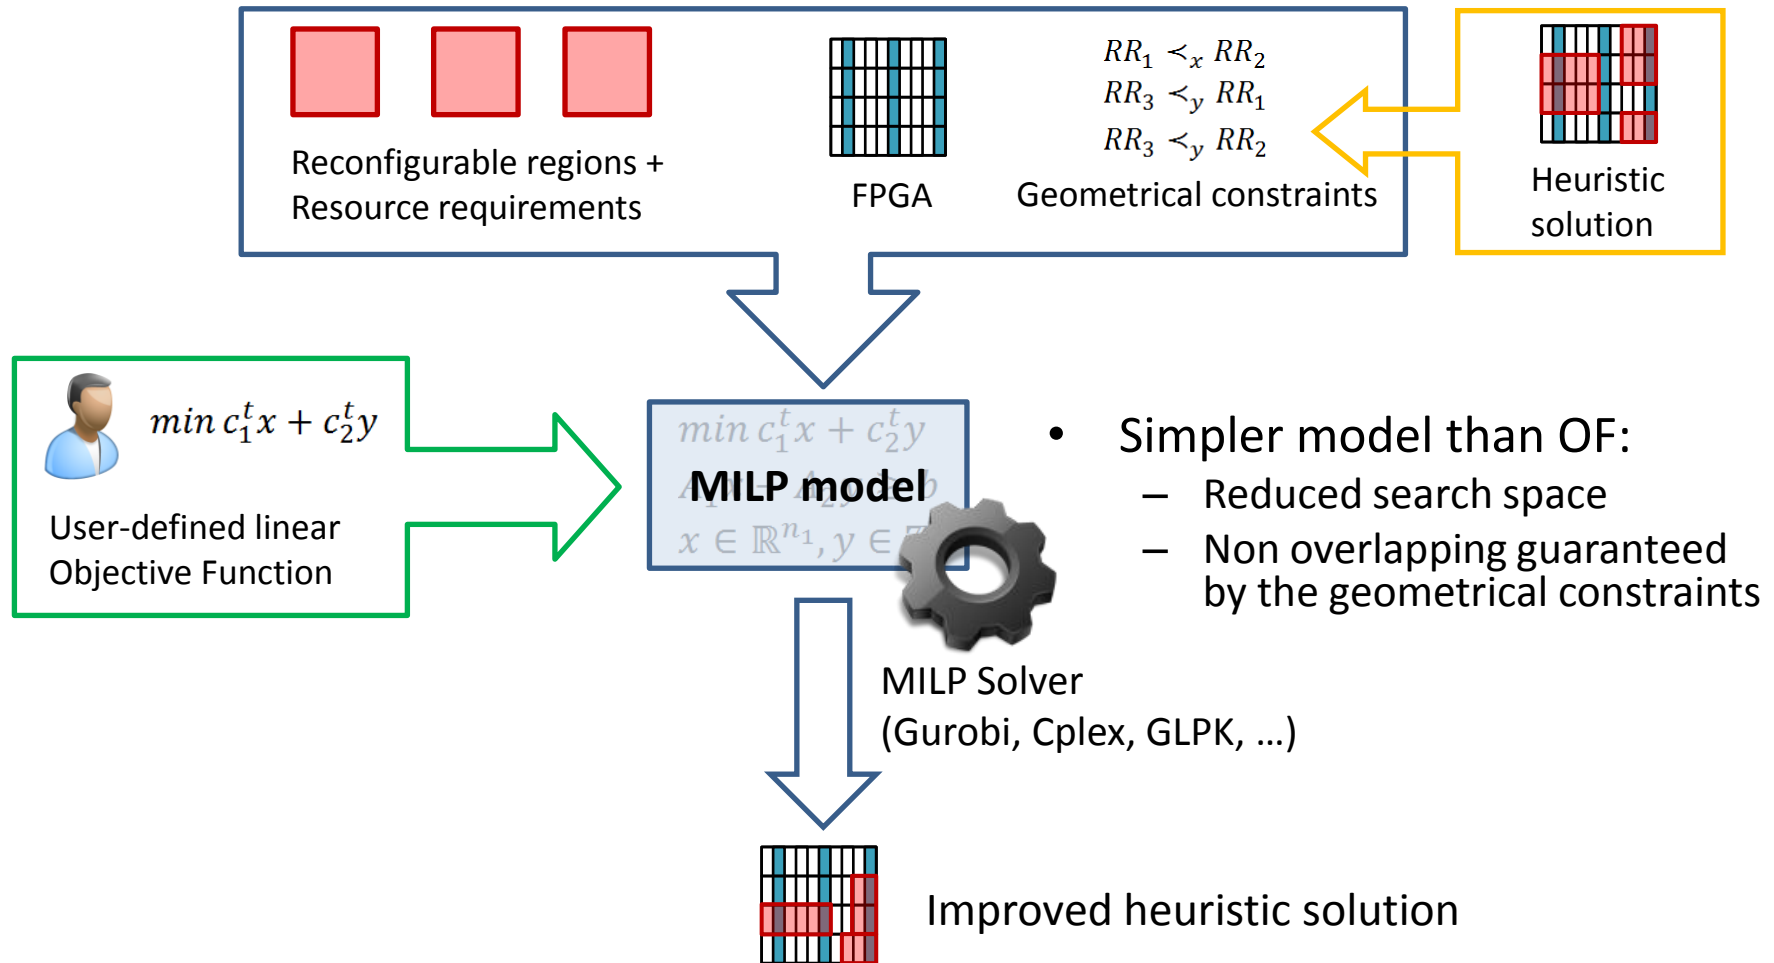 RR₁ ≺ₓ RR₂
RR₃ ≺ᵧ RR₁
RR₃ ≺ᵧ RR₂
Reconfigurable regions +
Resource requirements
FPGA
Geometrical constraints
Heuristic
solution
min c₁ᵗx + c₂ᵗy
User-defined linear
Objective Function
min c₁ᵗx + c₂ᵗy
MILP model
x ∈ ℝⁿ¹, y ∈
• Simpler model than OF:
– Reduced search space
– Non overlapping guaranteed
by the geometrical constraints
MILP Solver
(Gurobi, Cplex, GLPK, ...)
Improved heuristic solution